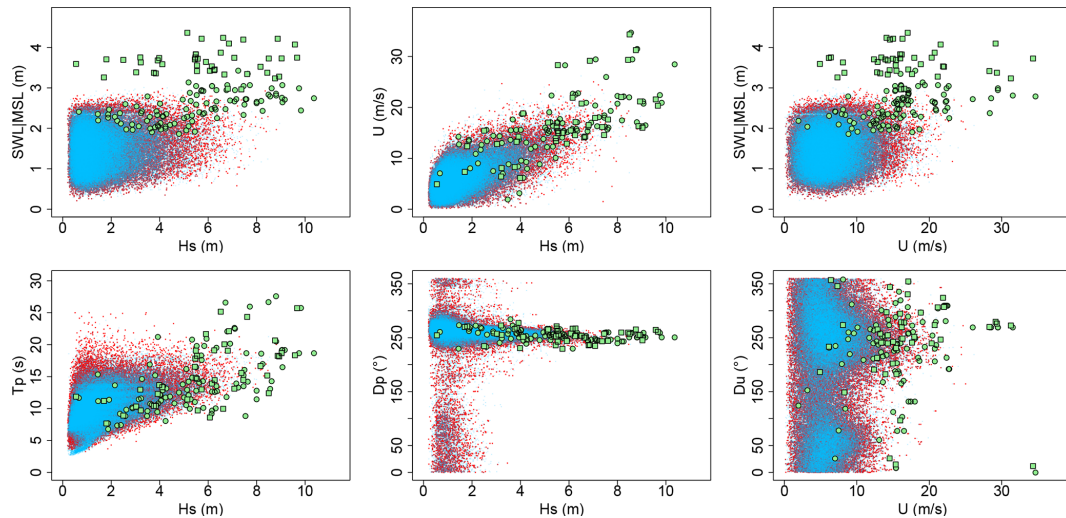 SWL|MSL (m)
0 1 2 3 4
0 2 4 6 8 10
Hs (m)
U (m/s)
0 10 20 30
0 2 4 6 8 10
Hs (m)
SWL|MSL (m)
0 1 2 3 4
0 10 20 30
U (m/s)
Tp (s)
0 5 10 15 20 25 30
0 2 4 6 8 10
Hs (m)
Dp (°)
0 50 150 250 350
0 2 4 6 8 10
Hs (m)
Du (°)
0 50 150 250 350
0 10 20 30
U (m/s)